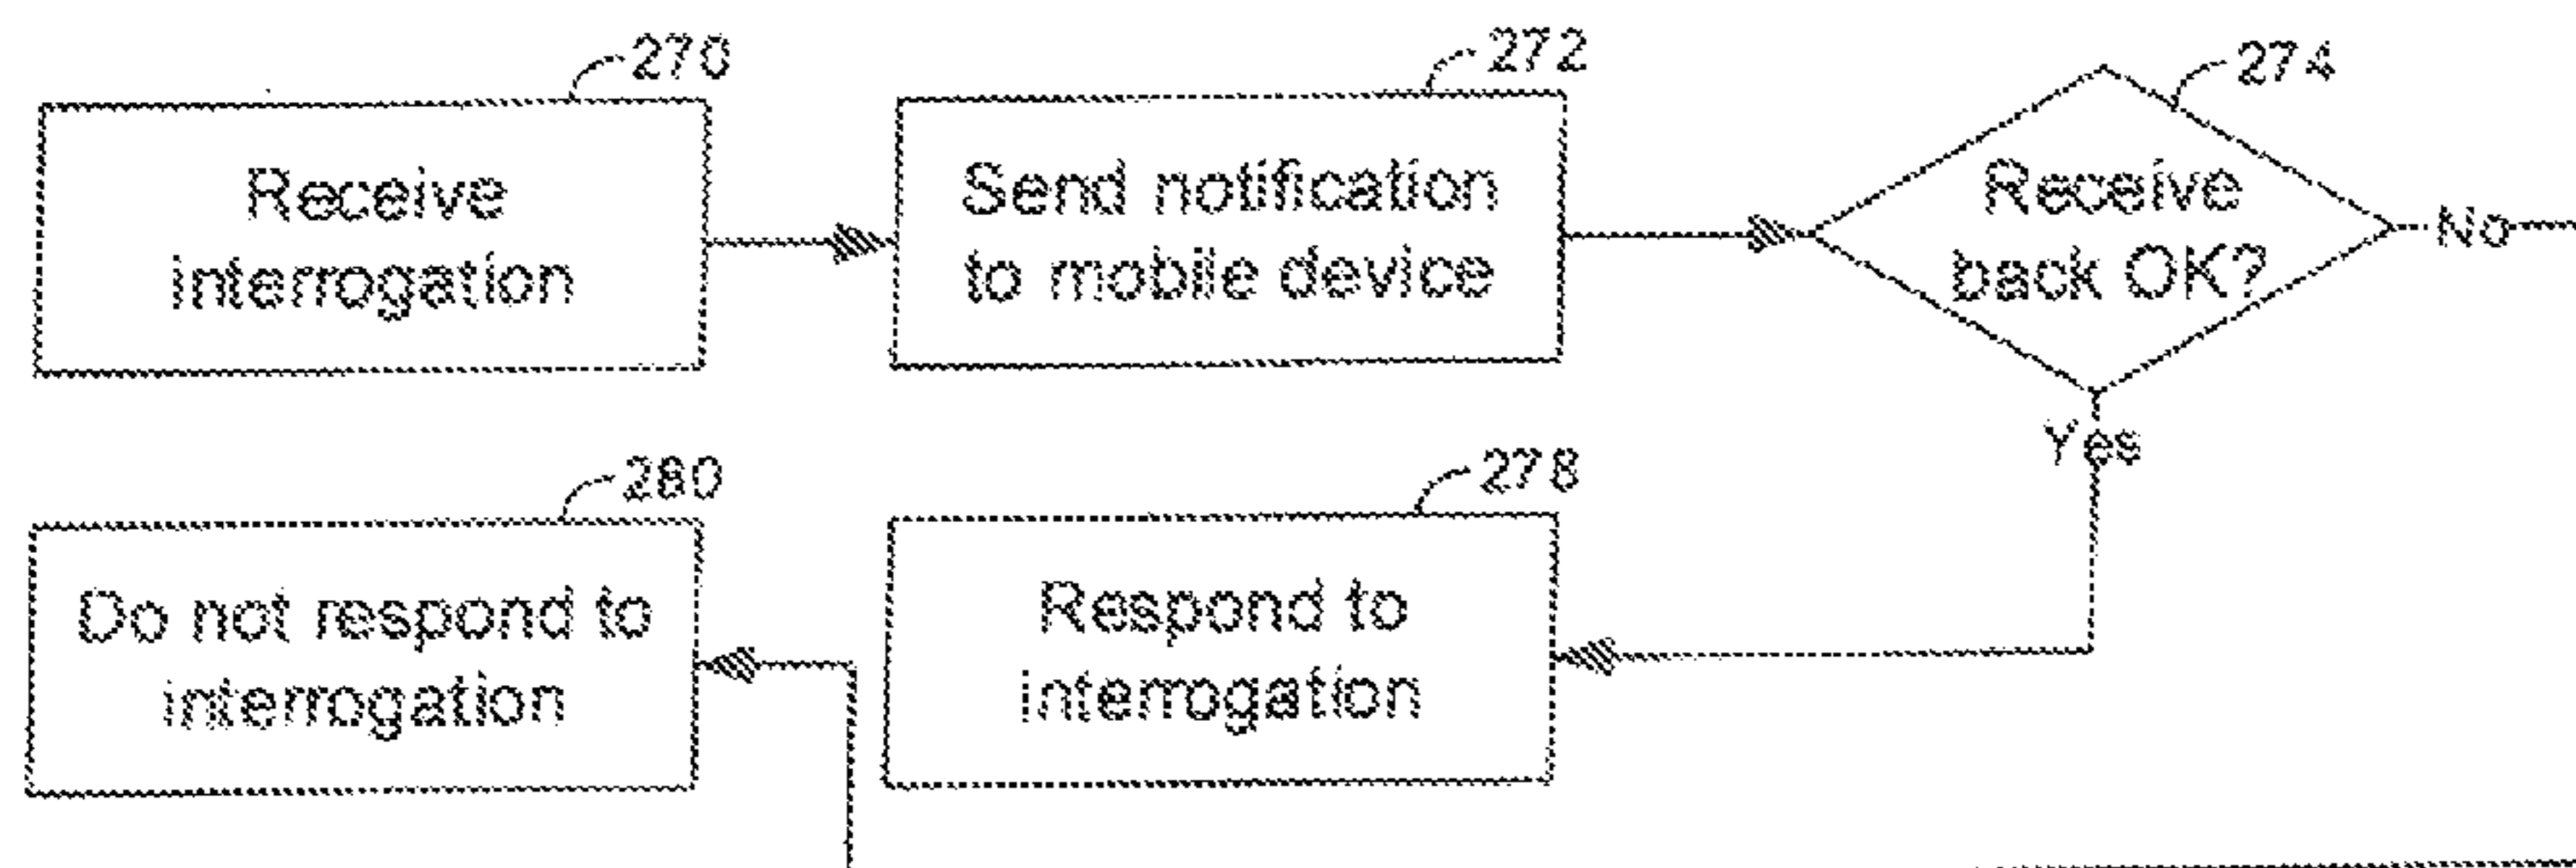 270
Receive
interrogation
272
Send notification
to mobile device
274
Receive
back OK?
No
Yes
280
Do not respond to
interrogation
278
Respond to
interrogation